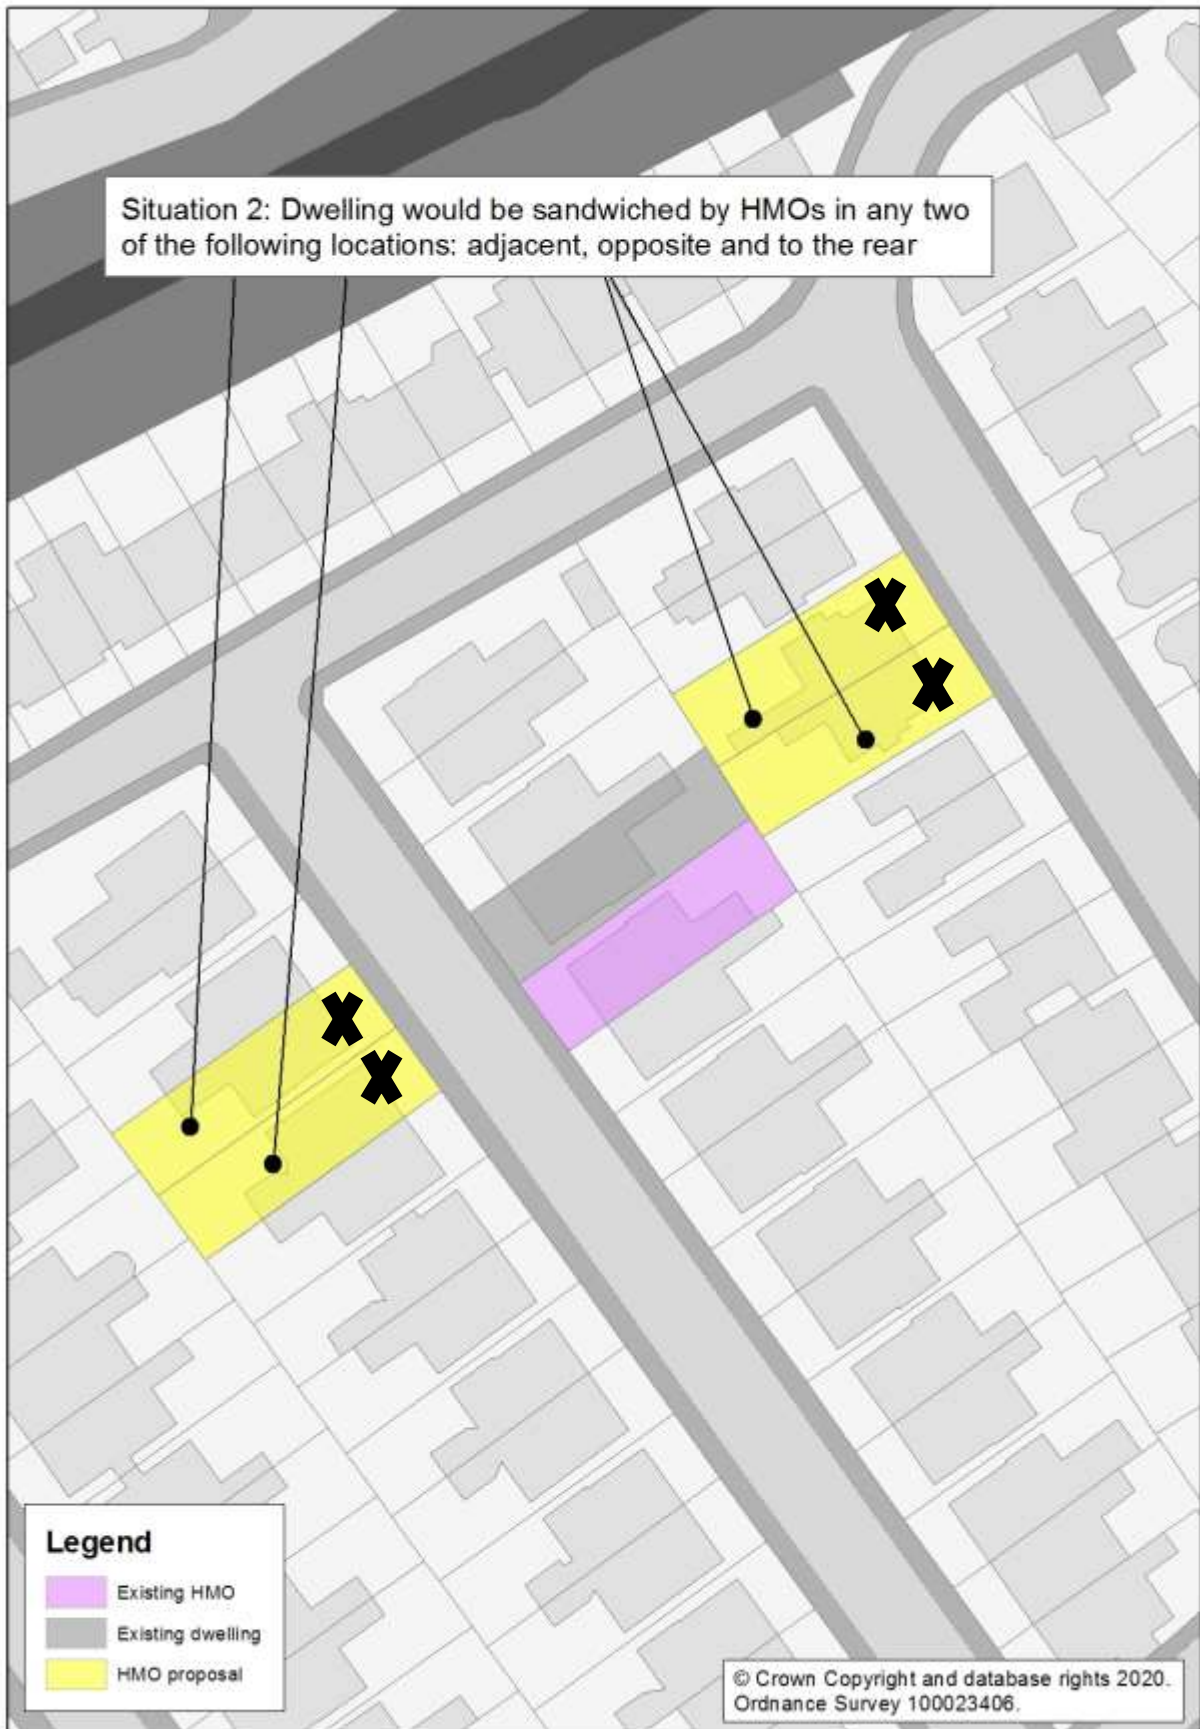 Situation 2: Dwelling would be sandwiched by HMOs in any two
of the following locations: adjacent, opposite and to the rear
Legend
Existing HMO
Existing dwelling
HMO proposal
© Crown Copyright and database rights 2020.
Ordnance Survey 100023406.